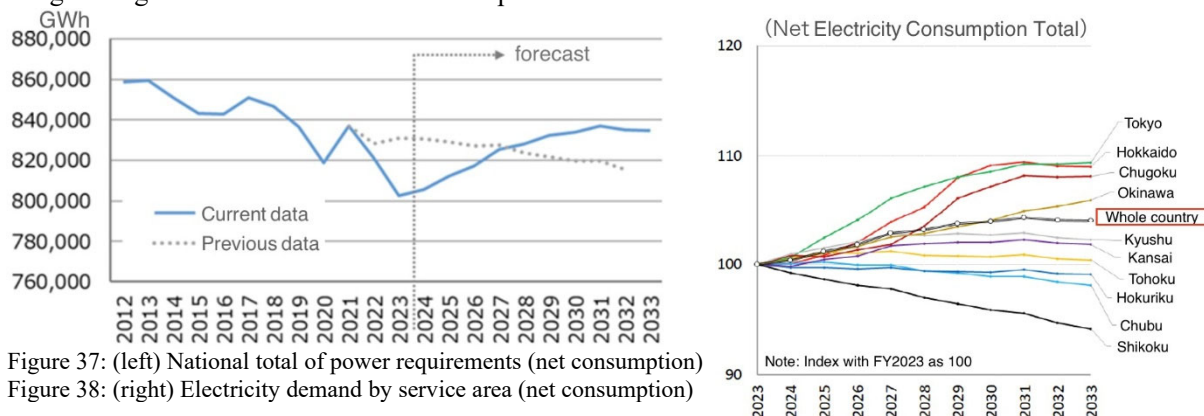 GWh
880,000
860,000
840,000
820,000
800,000
780,000
760,000
forecast
Current data
Previous data
2012
2013
2014
2015
2016
2017
2018
2019
2020
2021
2022
2023
2024
2025
2026
2027
2028
2029
2030
2031
2032
2033
Figure 37: (left) National total of power requirements (net consumption)
Figure 38: (right) Electricity demand by service area (net consumption)
(Net Electricity Consumption Total)
120
110
100
90
Tokyo
Hokkaido
Chugoku
Okinawa
Whole country
Kyushu
Kansai
Tohoku
Hokuriku
Chubu
Shikoku
Note: Index with FY2023 as 100
2023
2024
2025
2026
2027
2028
2029
2030
2031
2032
2033